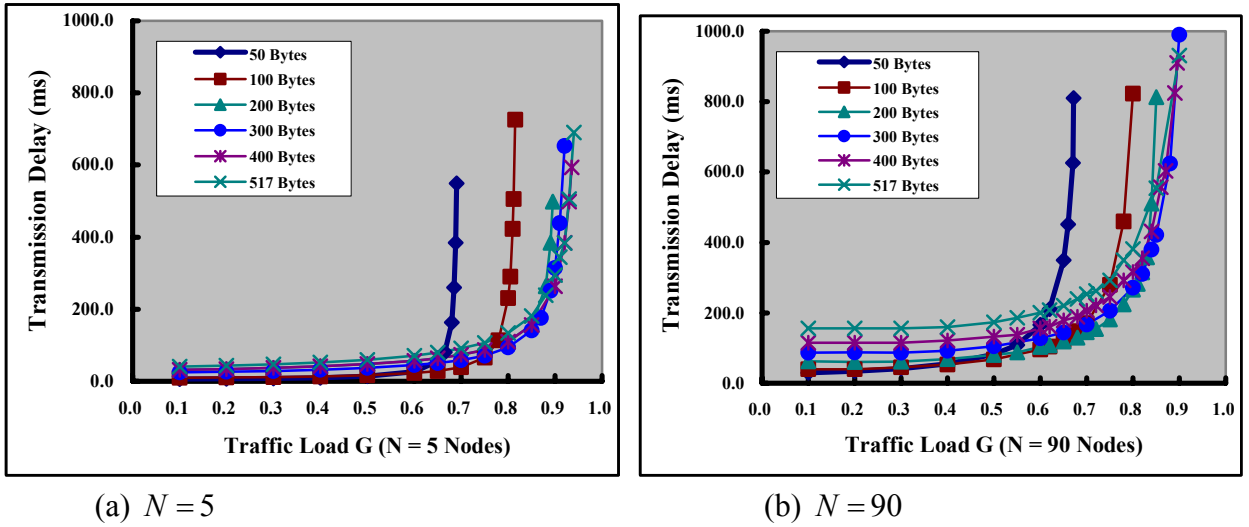 1000.0
800.0
600.0
400.0
200.0
0.0
Transmission Delay (ms)
50 Bytes
100 Bytes
200 Bytes
300 Bytes
400 Bytes
517 Bytes
0.0 0.1 0.2 0.3 0.4 0.5 0.6 0.7 0.8 0.9 1.0
Traffic Load G (N = 5 Nodes)
(a) N = 5
1000.0
800.0
600.0
400.0
200.0
0.0
Transmission Delay (ms)
50 Bytes
100 Bytes
200 Bytes
300 Bytes
400 Bytes
517 Bytes
0.0 0.1 0.2 0.3 0.4 0.5 0.6 0.7 0.8 0.9 1.0
Traffic Load G (N = 90 Nodes)
(b) N = 90